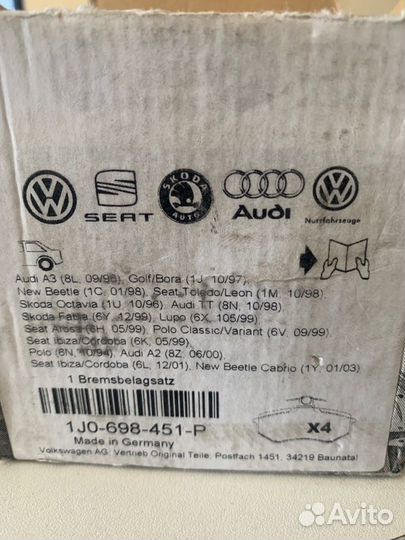 SEAT
SKODA
AUTO
Audi
Nutzfahrzeuge
Audi A3 (8L, 09/96), Golf/Bora (1J, 10/97),
New Beetle (1C, 01/98), Seat Toledo/Leon (1M, 10/98)
Skoda Octavia (1U, 10/96), Audi TT (8N, 10/98)
Skoda Fabia (6Y, 12/99), Lupo (6X, 105/99)
Seat Arosa (6H, 05/99), Polo Classic/Variant (6V, 09/99)
Seat Ibiza/Cordoba (6K, 05/99),
Polo (8N, 10/94), Audi A2 (8Z, 06/00),
Seat Ibiza/Cordoba (6L, 12/01), New Beetle Cabrio (1Y, 01/03)
1 Bremsbelagsatz
1J0-698-451-P
X4
Made in Germany
Volkswagen AG, Vertrieb Original Teile, Postfach 1451, 34219 Baunatal
Avito